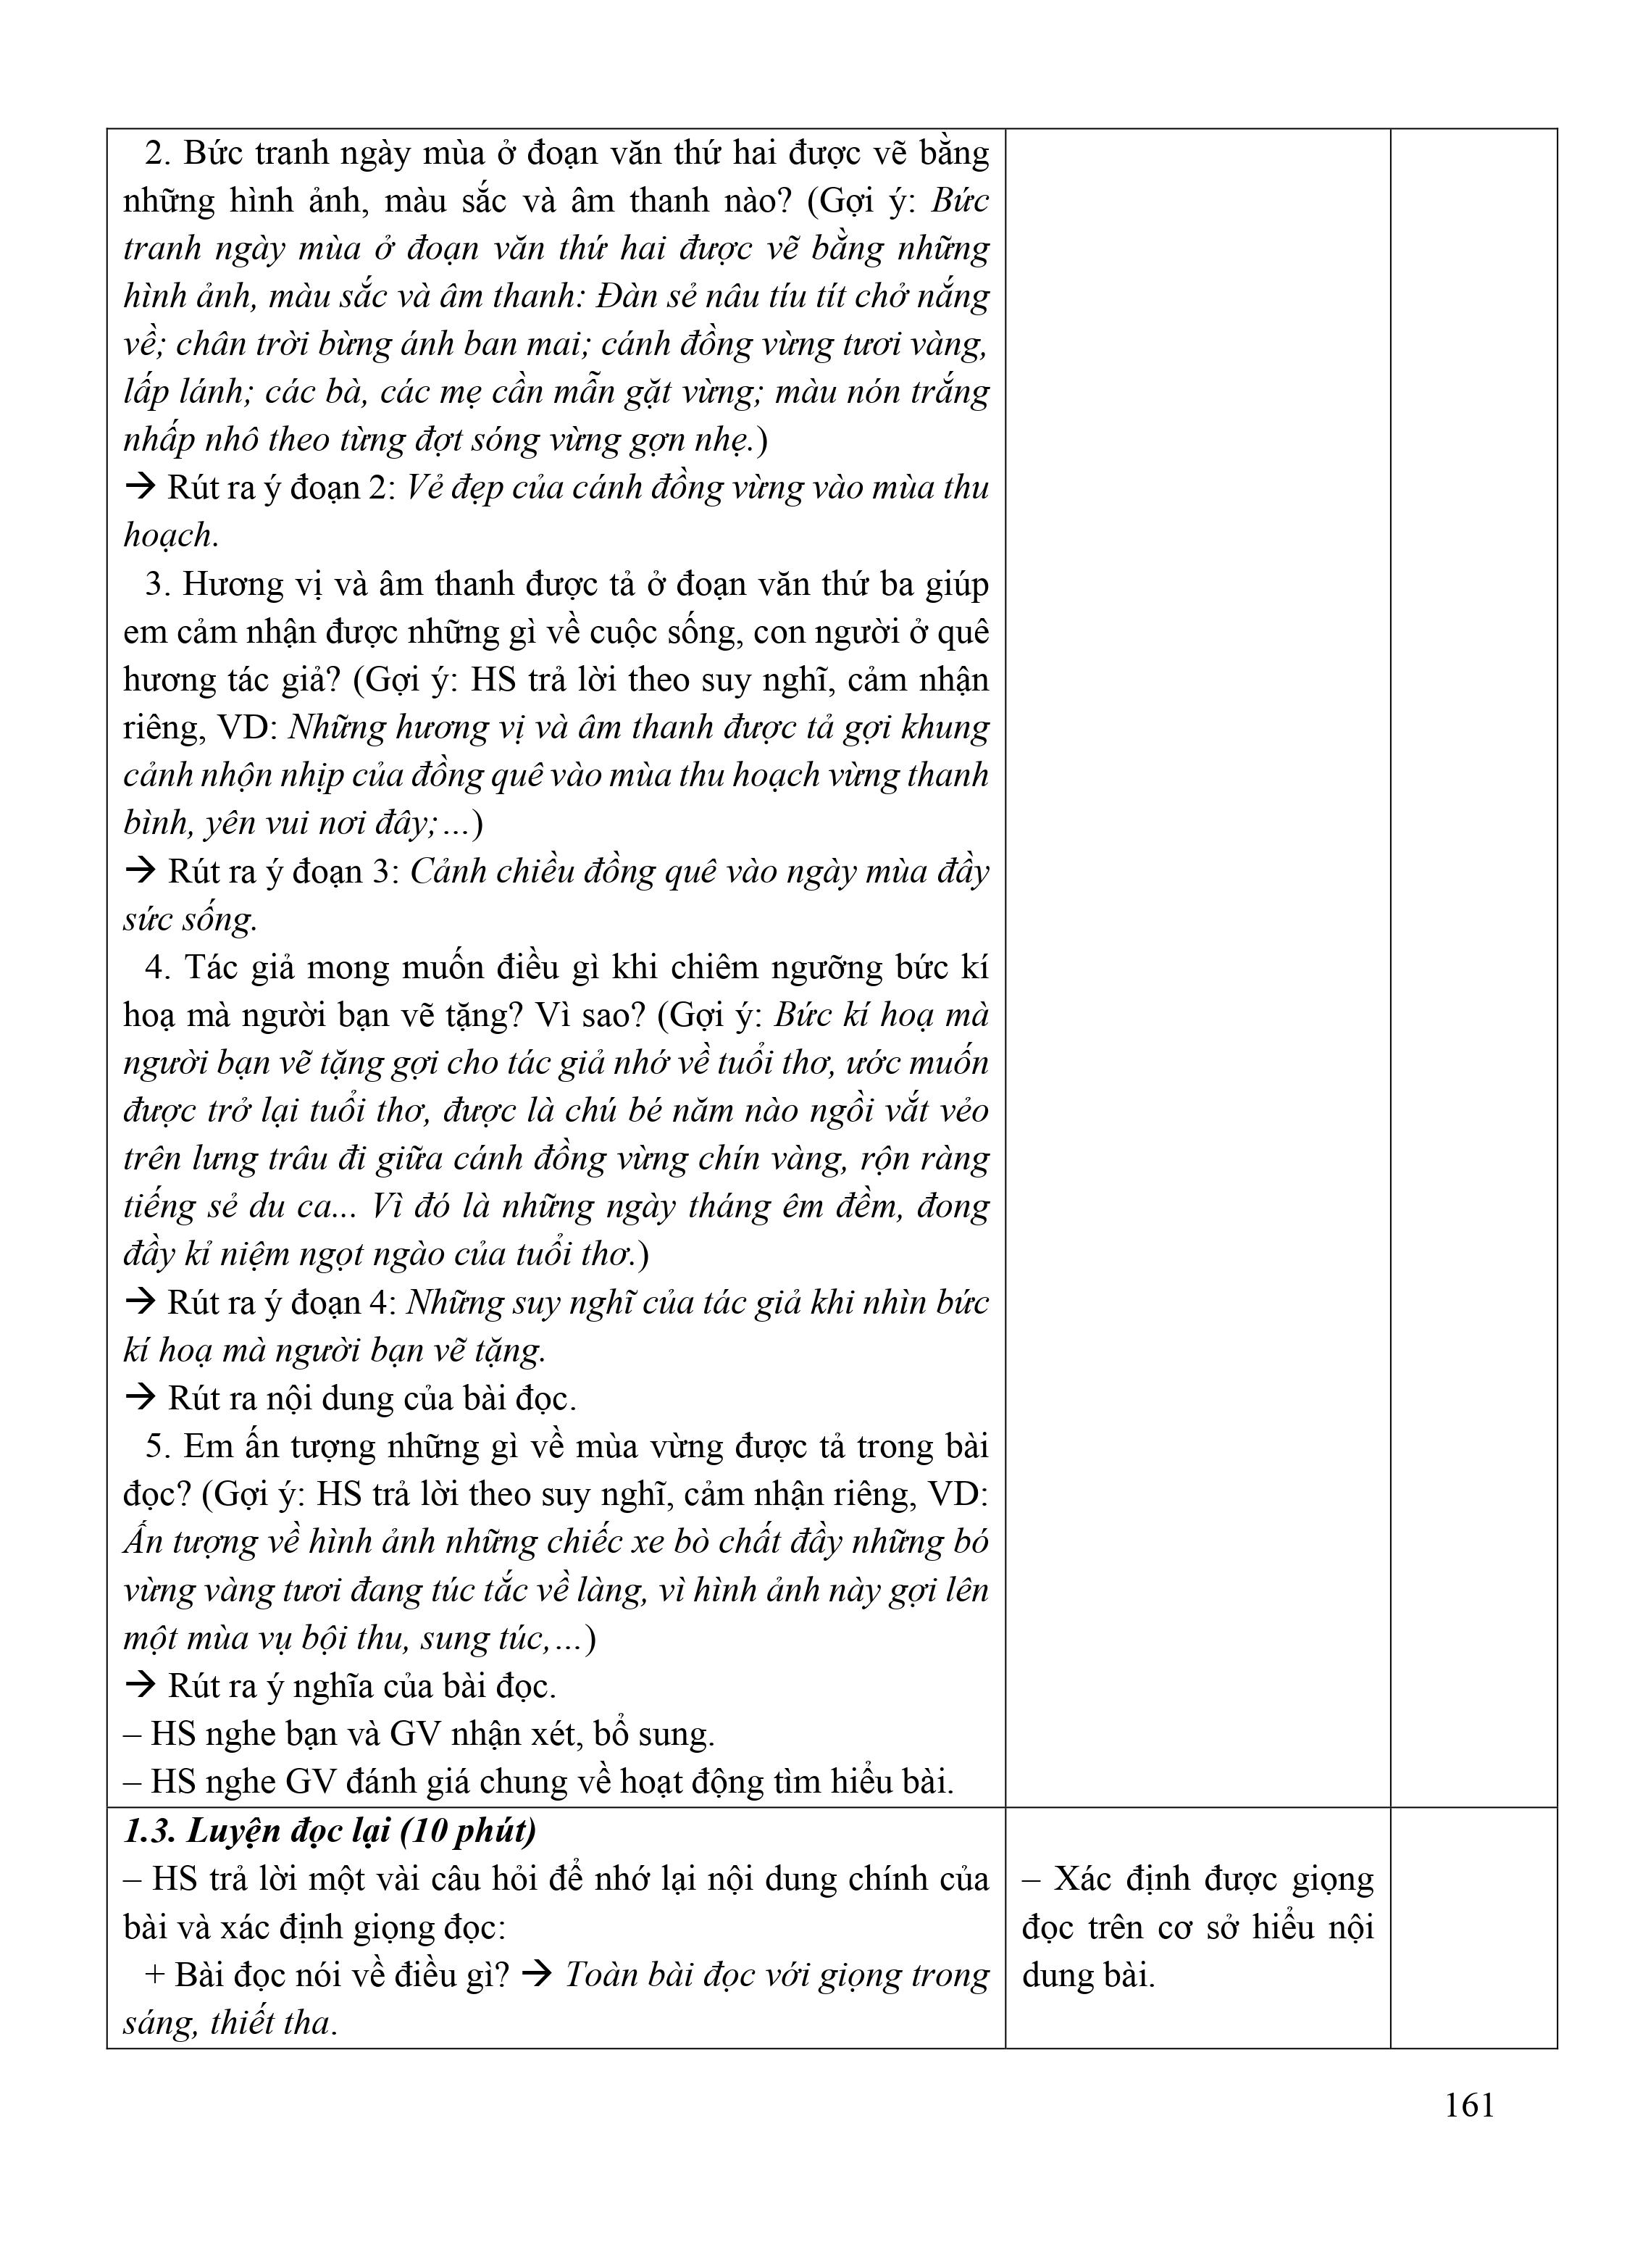 2. Bức tranh ngày mùa ở đoạn văn thứ hai được vẽ bằng
những hình ảnh, màu sắc và âm thanh nào? (Gợi ý: Bức
tranh ngày mùa ở đoạn văn thứ hai được vẽ bằng những
hình ảnh, màu sắc và âm thanh: Đàn sẻ nâu tíu tít chở nắng
về; chân trời bừng ánh ban mai; cánh đồng vừng tươi vàng,
lấp lánh; các bà, các mẹ cần mẫn gặt vừng; màu nón trắng
nhấp nhô theo từng đợt sóng vừng gợn nhẹ.)
→ Rút ra ý đoạn 2: Vẻ đẹp của cánh đồng vừng vào mùa thu
hoạch.
3. Hương vị và âm thanh được tả ở đoạn văn thứ ba giúp
em cảm nhận được những gì về cuộc sống, con người ở quê
hương tác giả? (Gợi ý: HS trả lời theo suy nghĩ, cảm nhận
riêng, VD: Những hương vị và âm thanh được tả gợi khung
cảnh nhộn nhịp của đồng quê vào mùa thu hoạch vừng thanh
bình, yên vui nơi đây;…)
→ Rút ra ý đoạn 3: Cảnh chiều đồng quê vào ngày mùa đầy
sức sống.
4. Tác giả mong muốn điều gì khi chiêm ngưỡng bức kí
hoạ mà người bạn vẽ tặng? Vì sao? (Gợi ý: Bức kí hoạ mà
người bạn vẽ tặng gợi cho tác giả nhớ về tuổi thơ, ước muốn
được trở lại tuổi thơ, được là chú bé năm nào ngồi vắt vẻo
trên lưng trâu đi giữa cánh đồng vừng chín vàng, rộn ràng
tiếng sẻ du ca... Vì đó là những ngày tháng êm đềm, đong
đầy kỉ niệm ngọt ngào của tuổi thơ.)
→ Rút ra ý đoạn 4: Những suy nghĩ của tác giả khi nhìn bức
kí hoạ mà người bạn vẽ tặng.
→ Rút ra nội dung của bài đọc.
5. Em ấn tượng những gì về mùa vừng được tả trong bài
đọc? (Gợi ý: HS trả lời theo suy nghĩ, cảm nhận riêng, VD:
Ấn tượng về hình ảnh những chiếc xe bò chất đầy những bó
vừng vàng tươi đang túc tắc về làng, vì hình ảnh này gợi lên
một mùa vụ bội thu, sung túc,…)
→ Rút ra ý nghĩa của bài đọc.
– HS nghe bạn và GV nhận xét, bổ sung.
– HS nghe GV đánh giá chung về hoạt động tìm hiểu bài.
1.3. Luyện đọc lại (10 phút)
– HS trả lời một vài câu hỏi để nhớ lại nội dung chính của
bài và xác định giọng đọc:
+ Bài đọc nói về điều gì? → Toàn bài đọc với giọng trong
sáng, thiết tha.
– Xác định được giọng
đọc trên cơ sở hiểu nội
dung bài.
161